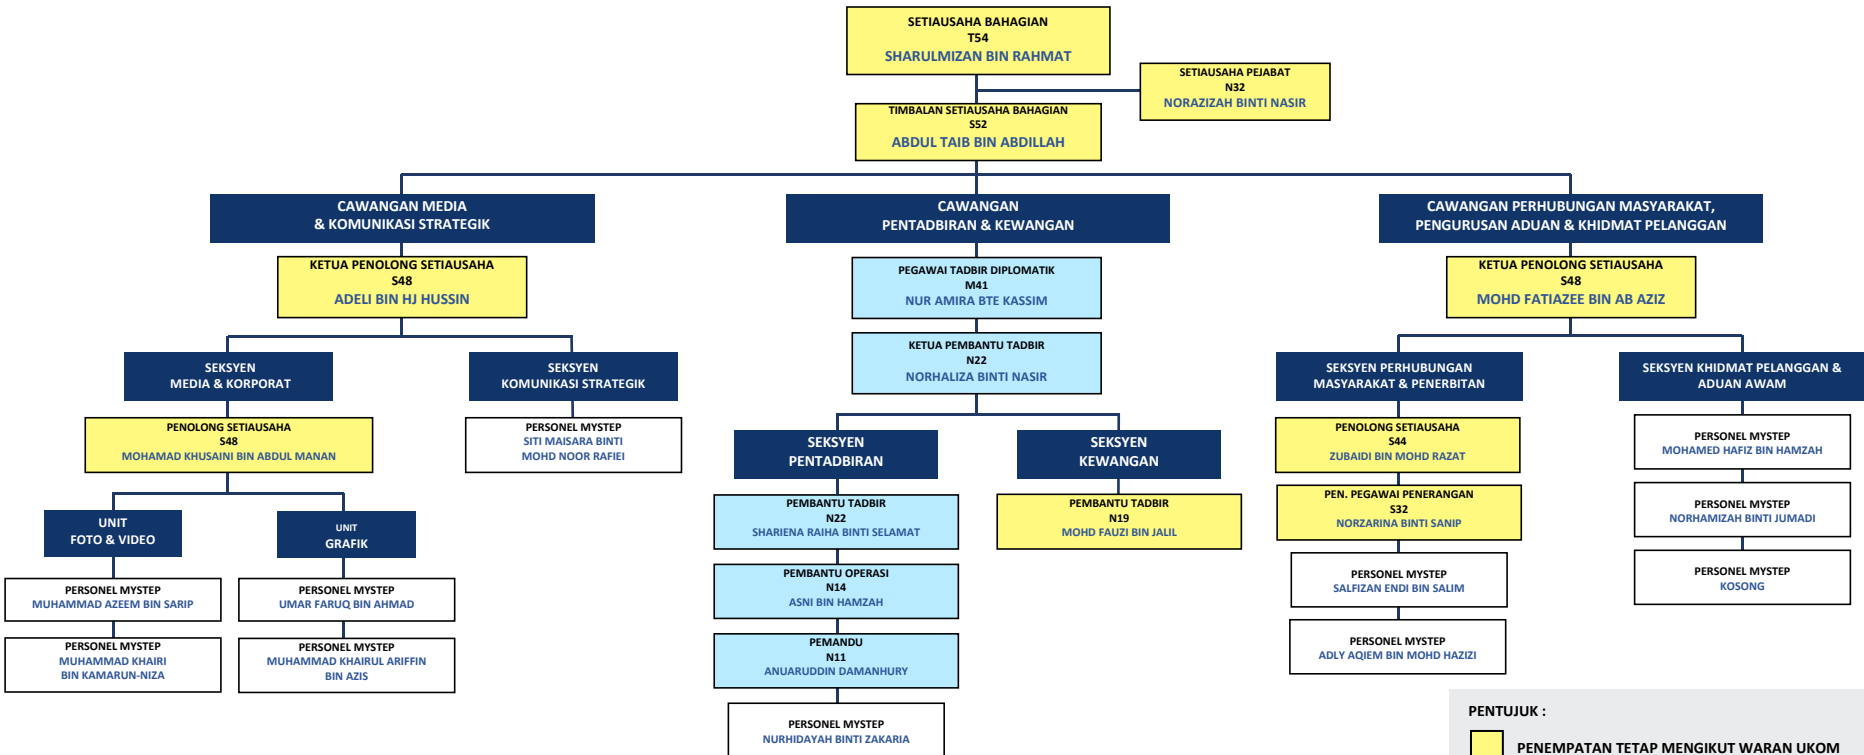 SETIAUSAHA BAHAGIAN
T54
SHARULMIZAN BIN RAHMAT
SETIAUSAHA PEJABAT
N32
NORAZIZAH BINTI NASIR
TIMBALAN SETIAUSAHA BAHAGIAN
S52
ABDUL TAIB BIN ABDILLAH
CAWANGAN MEDIA
& KOMUNIKASI STRATEGIK
KETUA PENOLONG SETIAUSAHA
S48
ADELI BIN HJ HUSSIN
SEKSYEN
MEDIA & KORPORAT
PENOLONG SETIAUSAHA
S48
MOHAMAD KHUSAINI BIN ABDUL MANAN
UNIT
FOTO & VIDEO
PERSONEL MYSTEP
MUHAMMAD AZEEM BIN SARIP
PERSONEL MYSTEP
MUHAMMAD KHAIRI
BIN KAMARUN-NIZA
UNIT
GRAFIK
PERSONEL MYSTEP
UMAR FARUQ BIN AHMAD
PERSONEL MYSTEP
MUHAMMAD KHAIRUL ARIFFIN
BIN AZIS
SEKSYEN
KOMUNIKASI STRATEGIK
PERSONEL MYSTEP
SITI MAISARA BINTI
MOHD NOOR RAFIEI
CAWANGAN
PENTADBIRAN & KEWANGAN
PEGAWAI TADBIR DIPLOMATIK
M41
NUR AMIRA BTE KASSIM
KETUA PEMBANTU TADBIR
N22
NORHALIZA BINTI NASIR
SEKSYEN
PENTADBIRAN
PEMBANTU TADBIR
N22
SHARIENA RAIHA BINTI SELAMAT
PEMBANTU OPERASI
N14
ASNI BIN HAMZAH
PEMANDU
N11
ANUARUDDIN DAMANHURY
PERSONEL MYSTEP
NURHIDAYAH BINTI ZAKARIA
SEKSYEN
KEWANGAN
PEMBANTU TADBIR
N19
MOHD FAUZI BIN JALIL
CAWANGAN PERHUBUNGAN MASYARAKAT,
PENGURUSAN ADUAN & KHIDMAT PELANGGAN
KETUA PENOLONG SETIAUSAHA
S48
MOHD FATIAZEE BIN AB AZIZ
SEKSYEN PERHUBUNGAN
MASYARAKAT & PENERBITAN
PENOLONG SETIAUSAHA
S44
ZUBAIDI BIN MOHD RAZAT
PEN. PEGAWAI PENERANGAN
S32
NORZARINA BINTI SANIP
PERSONEL MYSTEP
SALFIZAN ENDI BIN SALIM
PERSONEL MYSTEP
ADLY AQIEM BIN MOHD HAZIZI
SEKSYEN KHIDMAT PELANGGAN &
ADUAN AWAM
PERSONEL MYSTEP
MOHAMED HAFIZ BIN HAMZAH
PERSONEL MYSTEP
NORHAMIZAH BINTI JUMADI
PERSONEL MYSTEP
KOSONG
PENTUJUK :
PENEMPATAN TETAP MENGIKUT WARAN UKOM